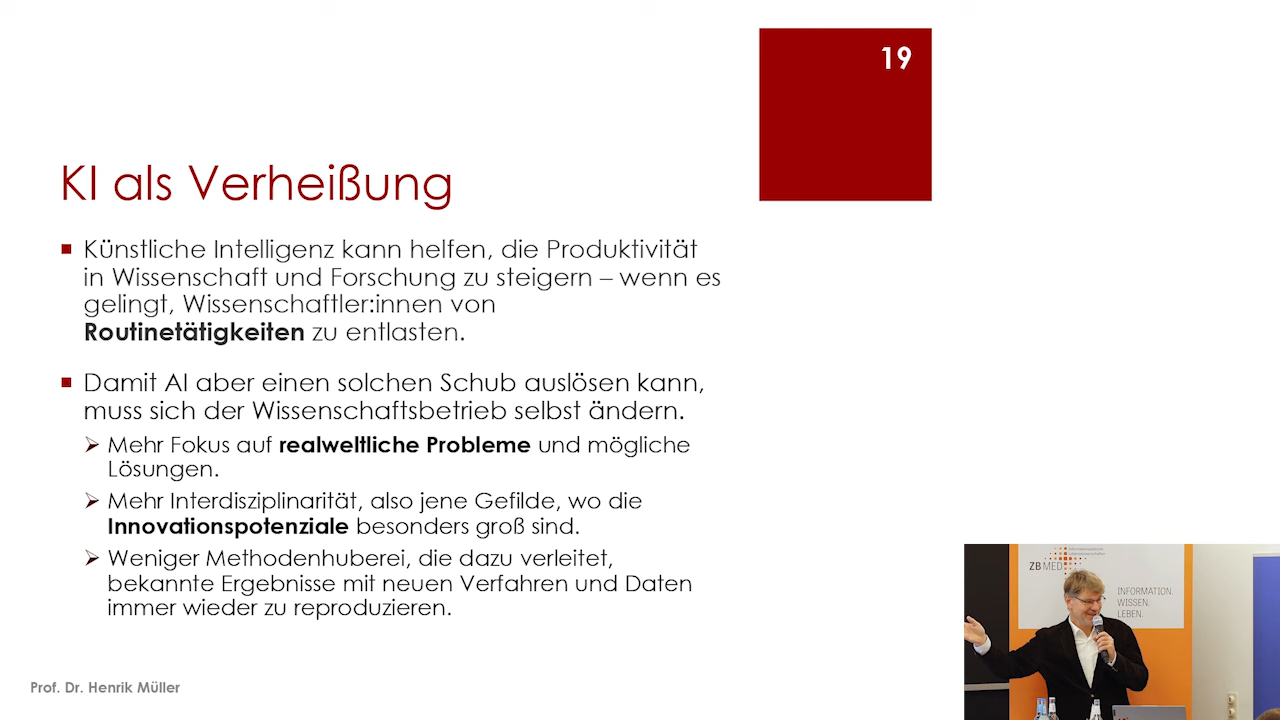 19
KI als Verheißung
Künstliche Intelligenz kann helfen, die Produktivität
in Wissenschaft und Forschung zu steigern – wenn es
gelingt, Wissenschaftler:innen von
Routinetätigkeiten zu entlasten.
Damit AI aber einen solchen Schub auslösen kann,
muss sich der Wissenschaftsbetrieb selbst ändern.
Mehr Fokus auf realweltliche Probleme und mögliche
Lösungen.
Mehr Interdisziplinarität, also jene Gefilde, wo die
Innovationspotenziale besonders groß sind.
Weniger Methodenhuberei, die dazu verleitet,
bekannte Ergebnisse mit neuen Verfahren und Daten
immer wieder zu reproduzieren.
Prof. Dr. Henrik Müller
ZB MED
INFORMATION.
WISSEN.
LEBEN.